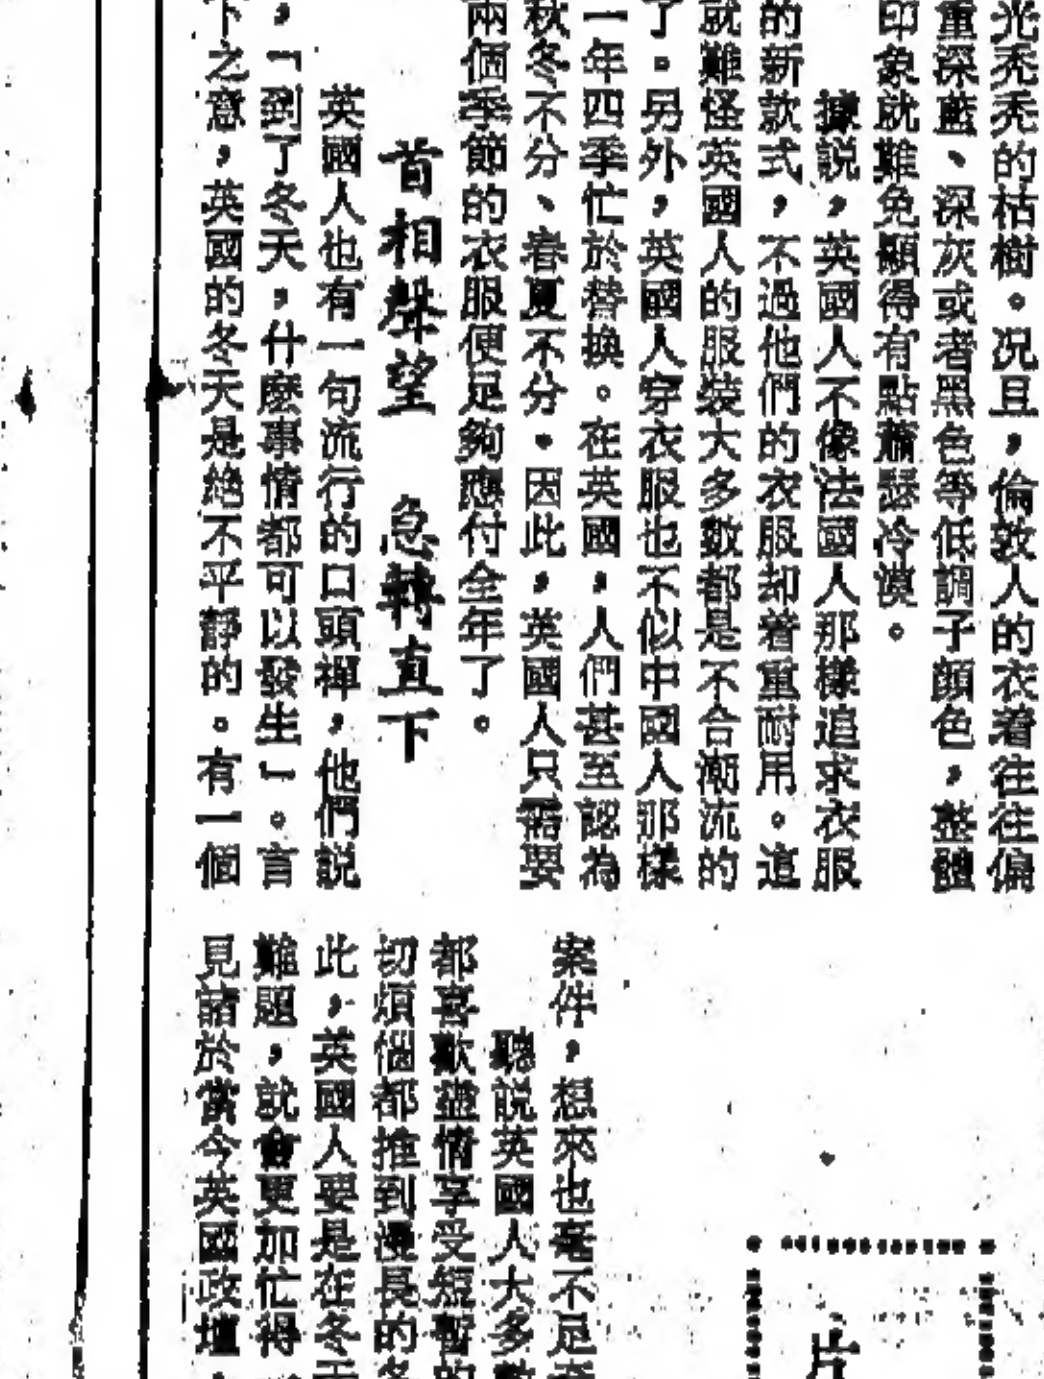 光禿禿的枯樹。况且，倫敦人的衣着往往偏
重深藍、深灰或者黑色等低調子顏色，整體
印象就難免顯得有點蕭瑟冷漠。
據說，英國人不像法國人那樣追求衣服
的新款式，不過他們的衣服却着重耐用。這
就難怪英國人的服裝大多數都是不合潮流的
了。另外，英國人穿衣服也不似中國人那樣
一年四季忙於替換。在英國，人們甚至認為
秋冬不分、春夏不分。因此，英國人只需要
兩個季節的衣服便足夠應付全年了。
首相聲望　急轉直下
英國人也有一句流行的口頭禪，他們説
，「到了冬天，什麽事情都可以發生」。言
下之意，英國的冬天是絶不平靜的。有一個
案件，想來也毫不足
聽説英國人大多數
都喜歡盡情享受短暫的
切煩惱都推到漫長的冬
此，英國人要是在冬天
難題，就會更加忙得
見諸於當今英國政壇，
片